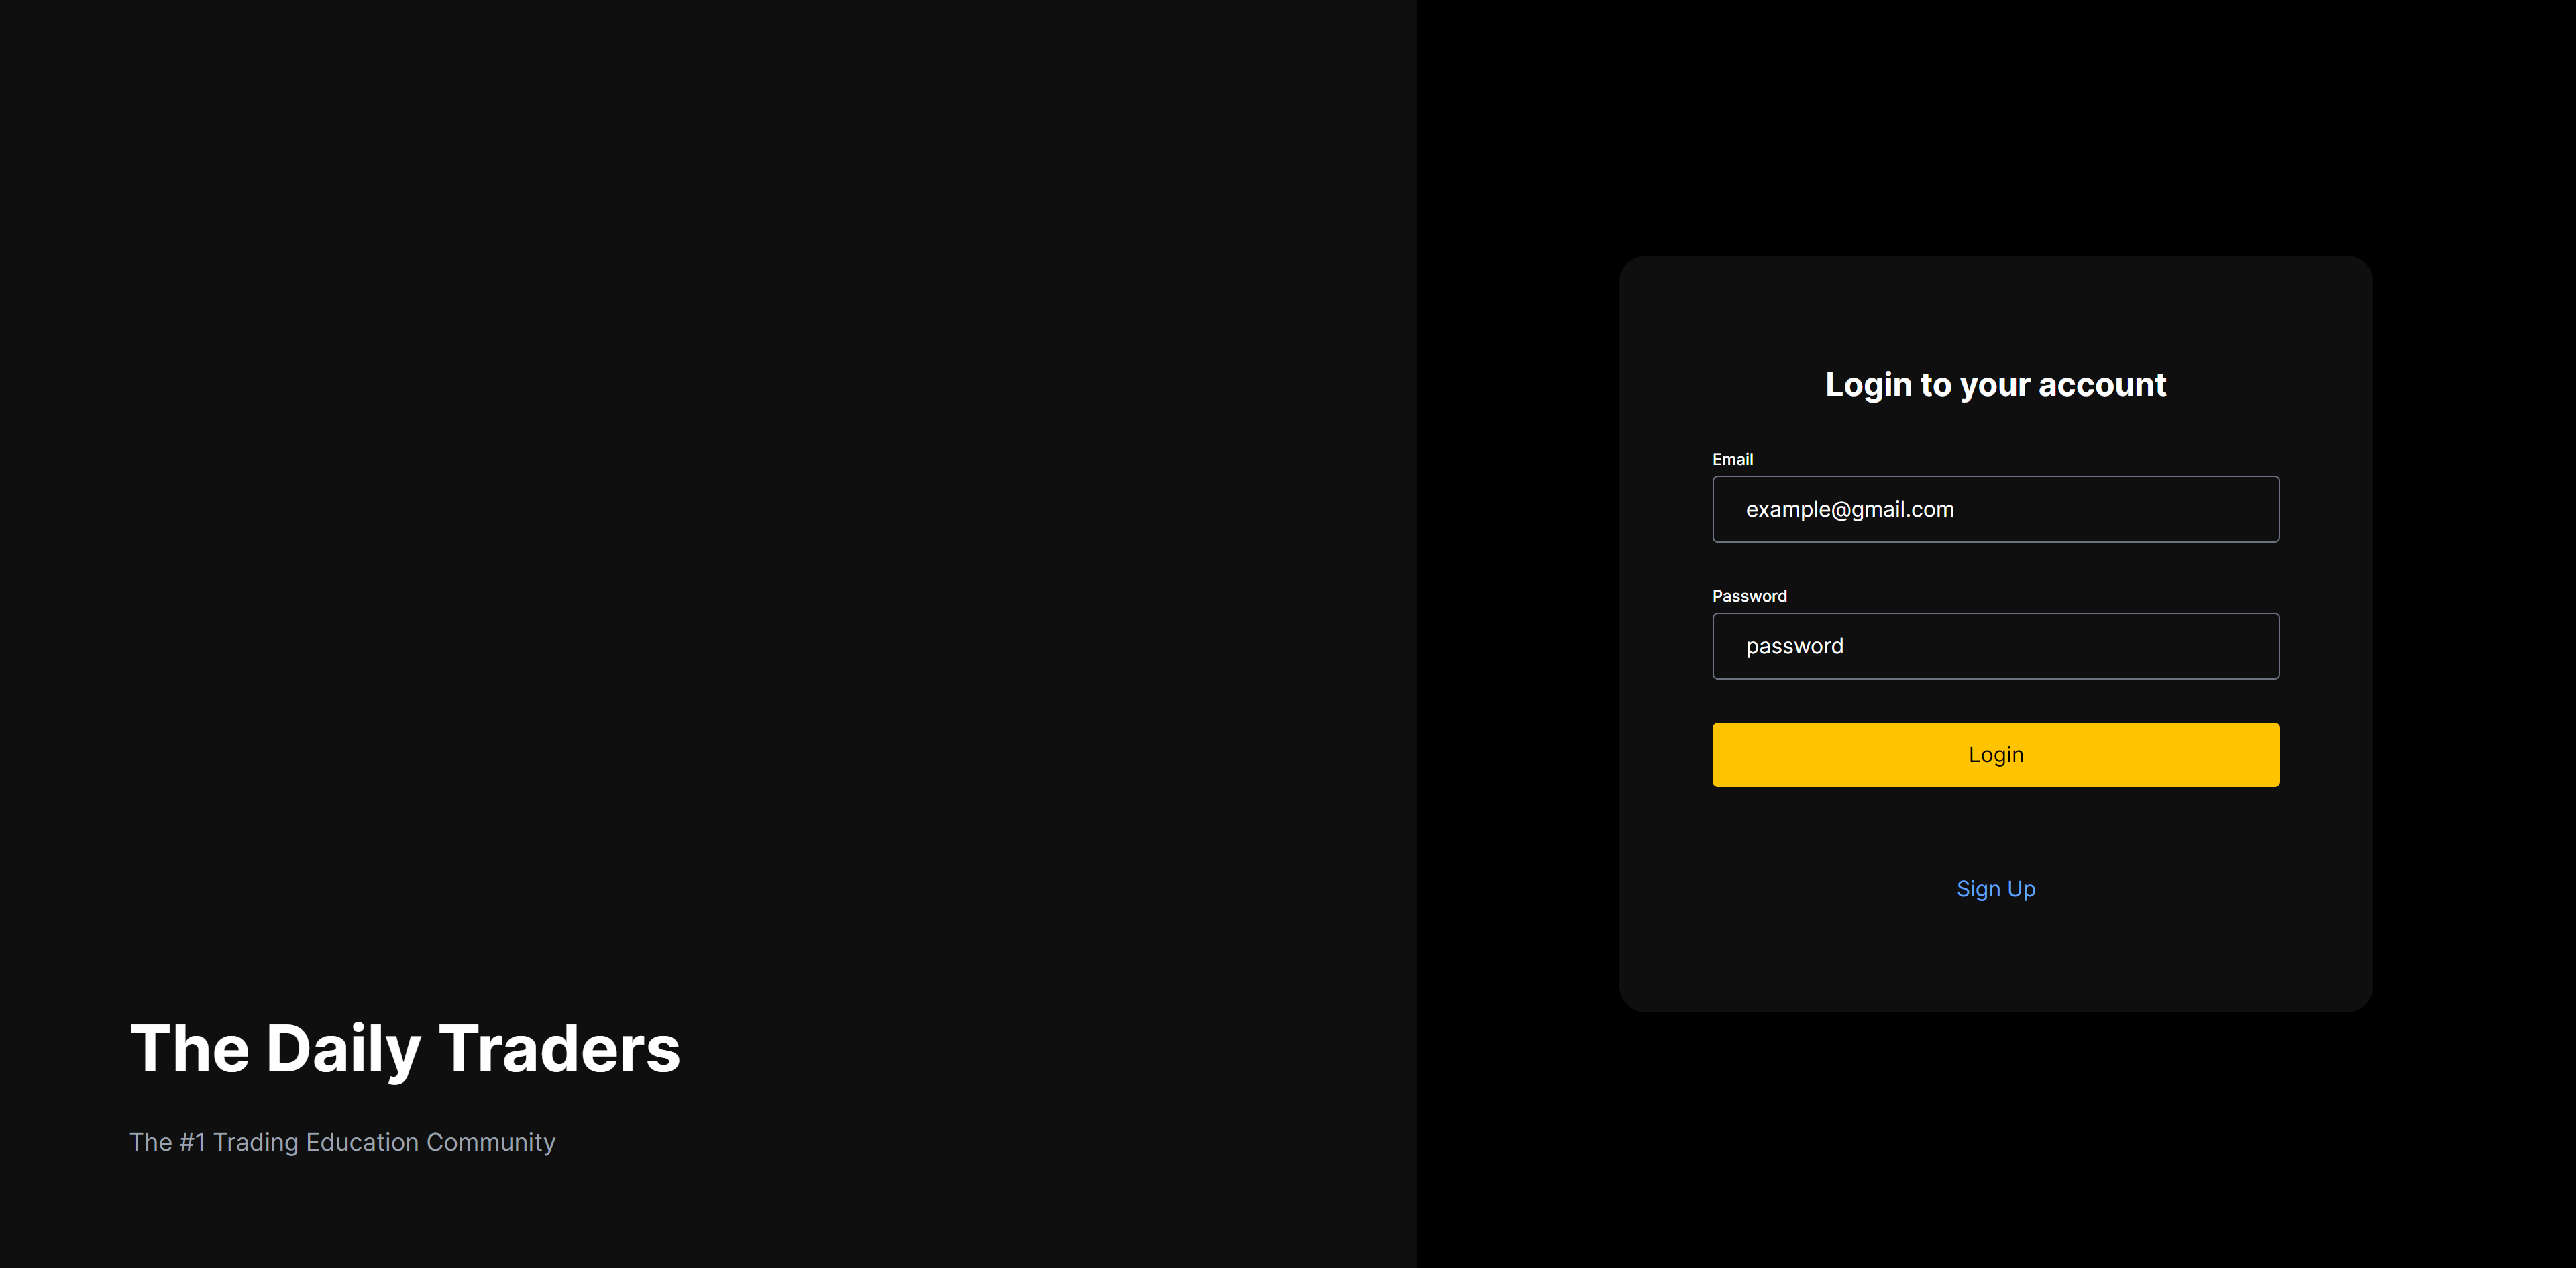 The Daily Traders
The #1 Trading Education Community
Login to your account
Email
example@gmail.com
Password
password
Login
Sign Up